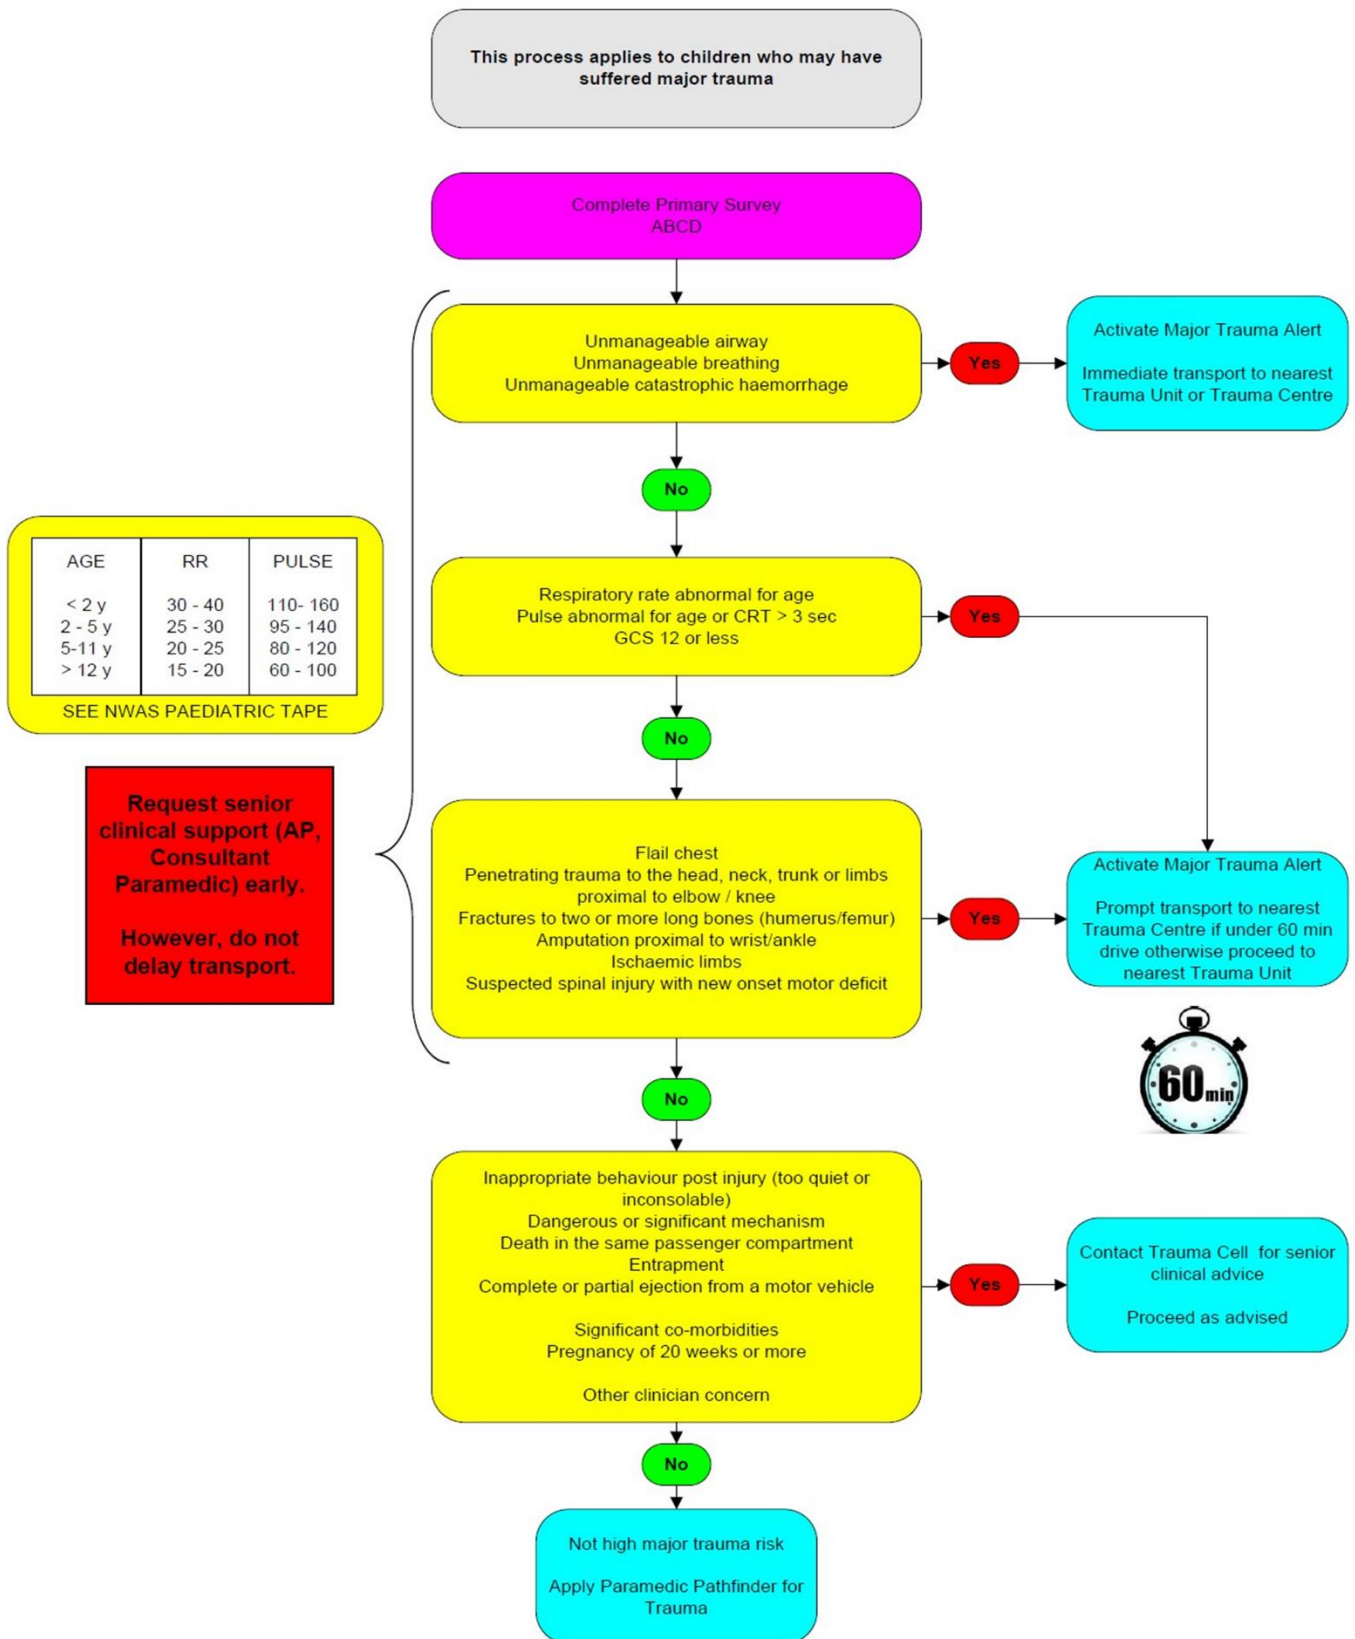 This process applies to children who may have
suffered major trauma
Complete Primary Survey
ABCD
Unmanageable airway
Unmanageable breathing
Unmanageable catastrophic haemorrhage
Yes
Activate Major Trauma Alert
Immediate transport to nearest
Trauma Unit or Trauma Centre
No
AGE RR PULSE
< 2 y 30 - 40 110- 160
2 - 5 y 25 - 30 95 - 140
5-11 y 20 - 25 80 - 120
> 12 y 15 - 20 60 - 100
SEE NWAS PAEDIATRIC TAPE
Respiratory rate abnormal for age
Pulse abnormal for age or CRT > 3 sec
GCS 12 or less
Yes
No
Request senior
clinical support (AP,
Consultant
Paramedic) early.
However, do not
delay transport.
Flail chest
Penetrating trauma to the head, neck, trunk or limbs
proximal to elbow / knee
Fractures to two or more long bones (humerus/femur)
Amputation proximal to wrist/ankle
Ischaemic limbs
Suspected spinal injury with new onset motor deficit
Yes
Activate Major Trauma Alert
Prompt transport to nearest
Trauma Centre if under 60 min
drive otherwise proceed to
nearest Trauma Unit
60 min
No
Inappropriate behaviour post injury (too quiet or
inconsolable)
Dangerous or significant mechanism
Death in the same passenger compartment
Entrapment
Complete or partial ejection from a motor vehicle
Significant co-morbidities
Pregnancy of 20 weeks or more
Other clinician concern
Yes
Contact Trauma Cell for senior
clinical advice
Proceed as advised
No
Not high major trauma risk
Apply Paramedic Pathfinder for
Trauma